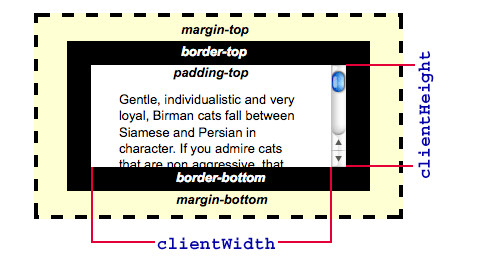 margin-top
border-top
padding-top
Gentle, individualistic and very
loyal, Birman cats fall between
Siamese and Persian in
character. If you admire cats
that are non aggressive, that
border-bottom
margin-bottom
clientWidth
clientHeight